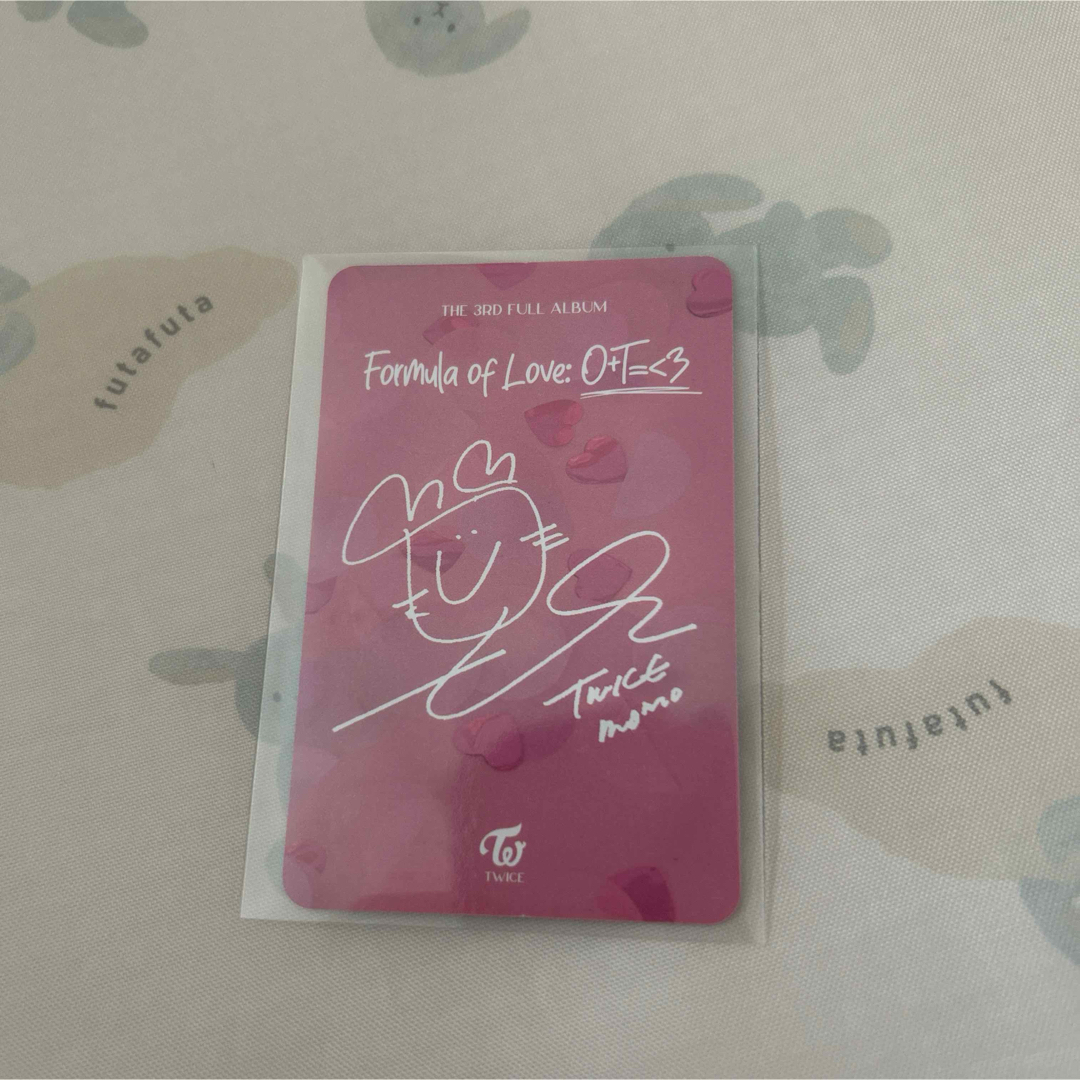 THE 3RD FULL ALBUM
Formula of Love: O+T=<3
TWICE
MOMO
TWICE
futafuta
futafuta